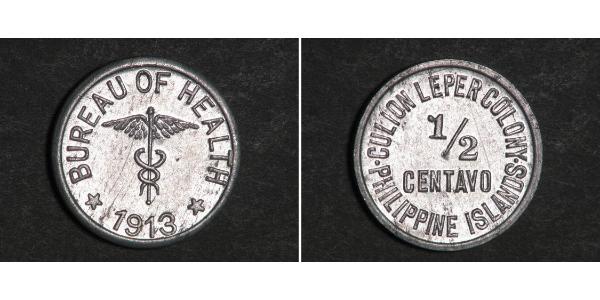 BUREAU OF HEALTH
1913
CULION LEPER COLONY
1/2
CENTAVO
PHILIPPINE ISLANDS